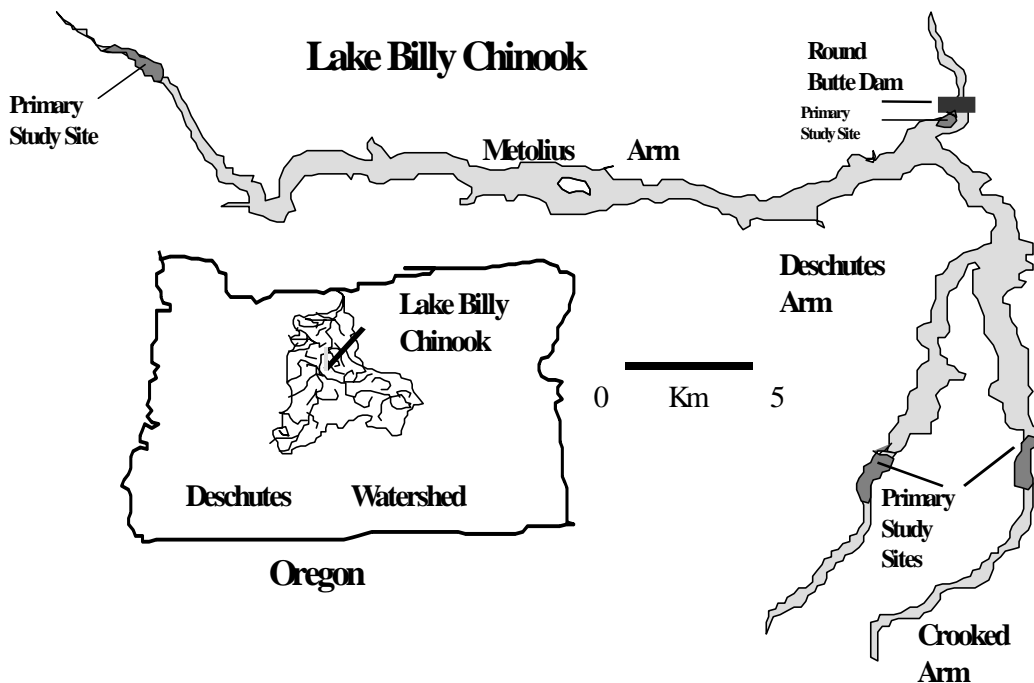 Lake Billy Chinook
Round
Butte Dam
Primary
Study Site
Primary
Study Site
Metolius Arm
Deschutes
Arm
Lake Billy
Chinook
0 Km 5
Deschutes Watershed
Primary
Study
Sites
Oregon
Crooked
Arm